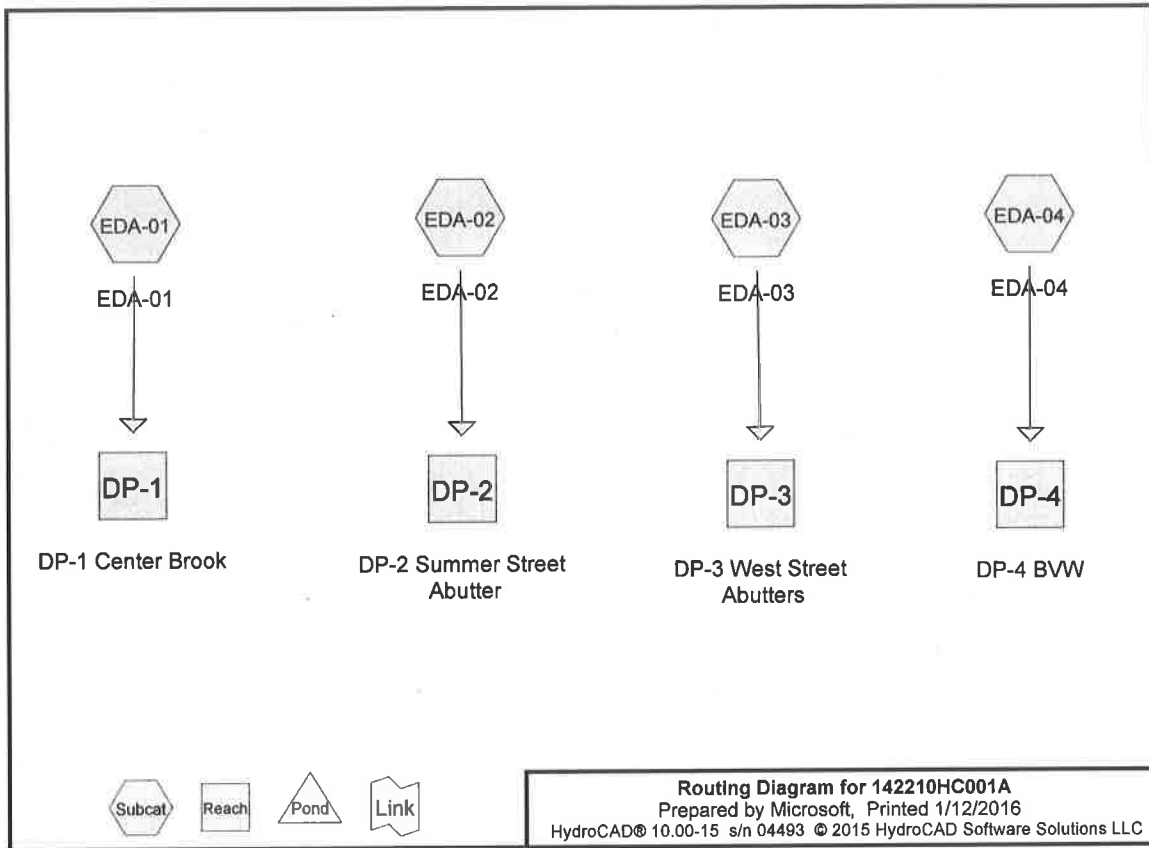 EDA-01
EDA-02
EDA-03
EDA-04
EDA-01
EDA-02
EDA-03
EDA-04
DP-1
DP-2
DP-3
DP-4
DP-1 Center Brook
DP-2 Summer Street
Abutter
DP-3 West Street
Abutters
DP-4 BVW
Subcat
Reach
Pond
Link
Routing Diagram for 142210HC001A
Prepared by Microsoft, Printed 1/12/2016
HydroCAD® 10.00-15 s/n 04493 © 2015 HydroCAD Software Solutions LLC